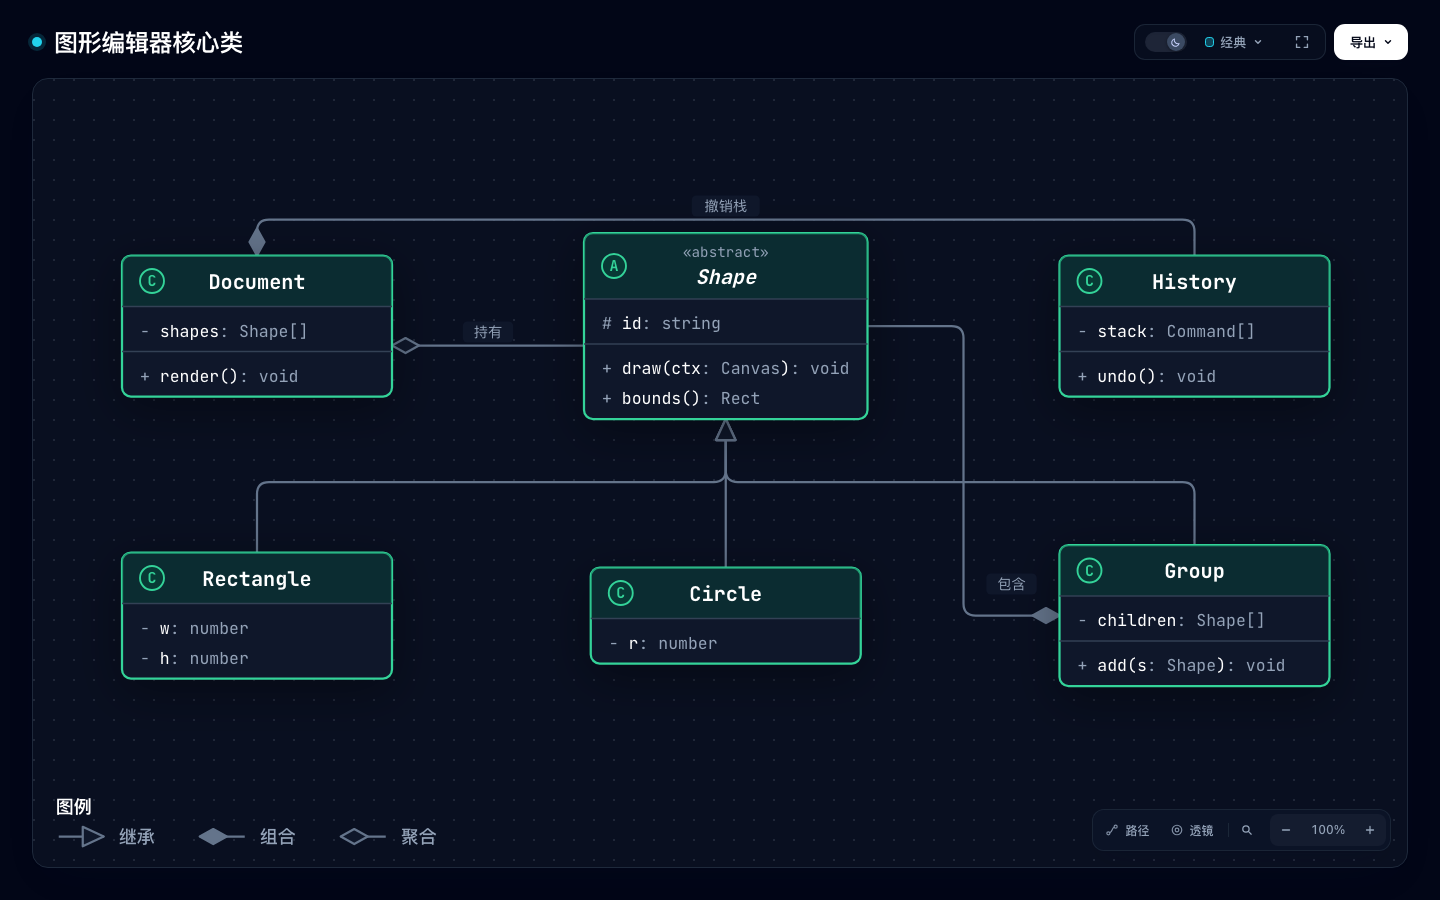 图形编辑器核心类
经典
导出
撤销栈
C Document
- shapes: Shape[]
+ render(): void
持有
A «abstract»
Shape
# id: string
+ draw(ctx: Canvas): void
+ bounds(): Rect
C History
- stack: Command[]
+ undo(): void
C Rectangle
- w: number
- h: number
C Circle
- r: number
包含
C Group
- children: Shape[]
+ add(s: Shape): void
图例
继承 组合 聚合
路径 透镜 − 100% +